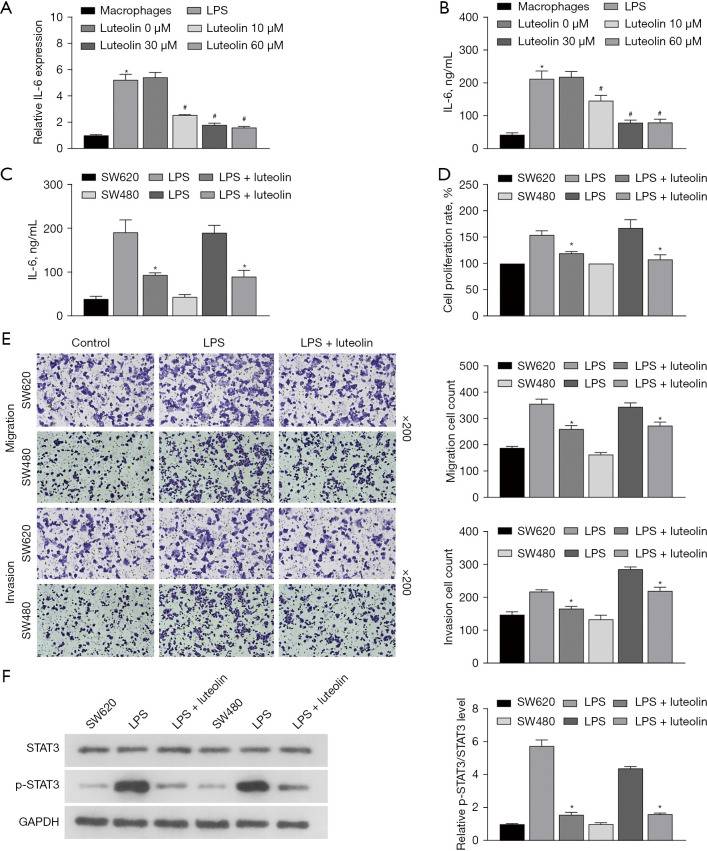 A
Macrophages
LPS
Luteolin 0 µM
Luteolin 10 µM
Luteolin 30 µM
Luteolin 60 µM
Relative IL-6 expression
10
8
6
4
2
0
*
#
#
#
B
Macrophages
LPS
Luteolin 0 µM
Luteolin 10 µM
Luteolin 30 µM
Luteolin 60 µM
IL-6, ng/mL
400
300
200
100
0
*
#
#
#
C
SW620
LPS
LPS + luteolin
SW480
LPS
LPS + luteolin
IL-6, ng/mL
300
200
100
0
*
*
D
SW620
LPS
LPS + luteolin
SW480
LPS
LPS + luteolin
Cell proliferation rate, %
250
200
150
100
50
0
*
*
E
Control
LPS
LPS + luteolin
Migration
SW620
SW480
×200
Invasion
SW620
SW480
×200
SW620
LPS
LPS + luteolin
SW480
LPS
LPS + luteolin
Migration cell count
500
400
300
200
100
0
*
*
SW620
LPS
LPS + luteolin
SW480
LPS
LPS + luteolin
Invasion cell count
400
300
200
100
0
*
*
F
SW620
LPS
LPS + luteolin
SW480
LPS
LPS + luteolin
STAT3
p-STAT3
GAPDH
SW620
LPS
LPS + luteolin
SW480
LPS
LPS + luteolin
Relative p-STAT3/STAT3 level
8
6
4
2
0
*
*